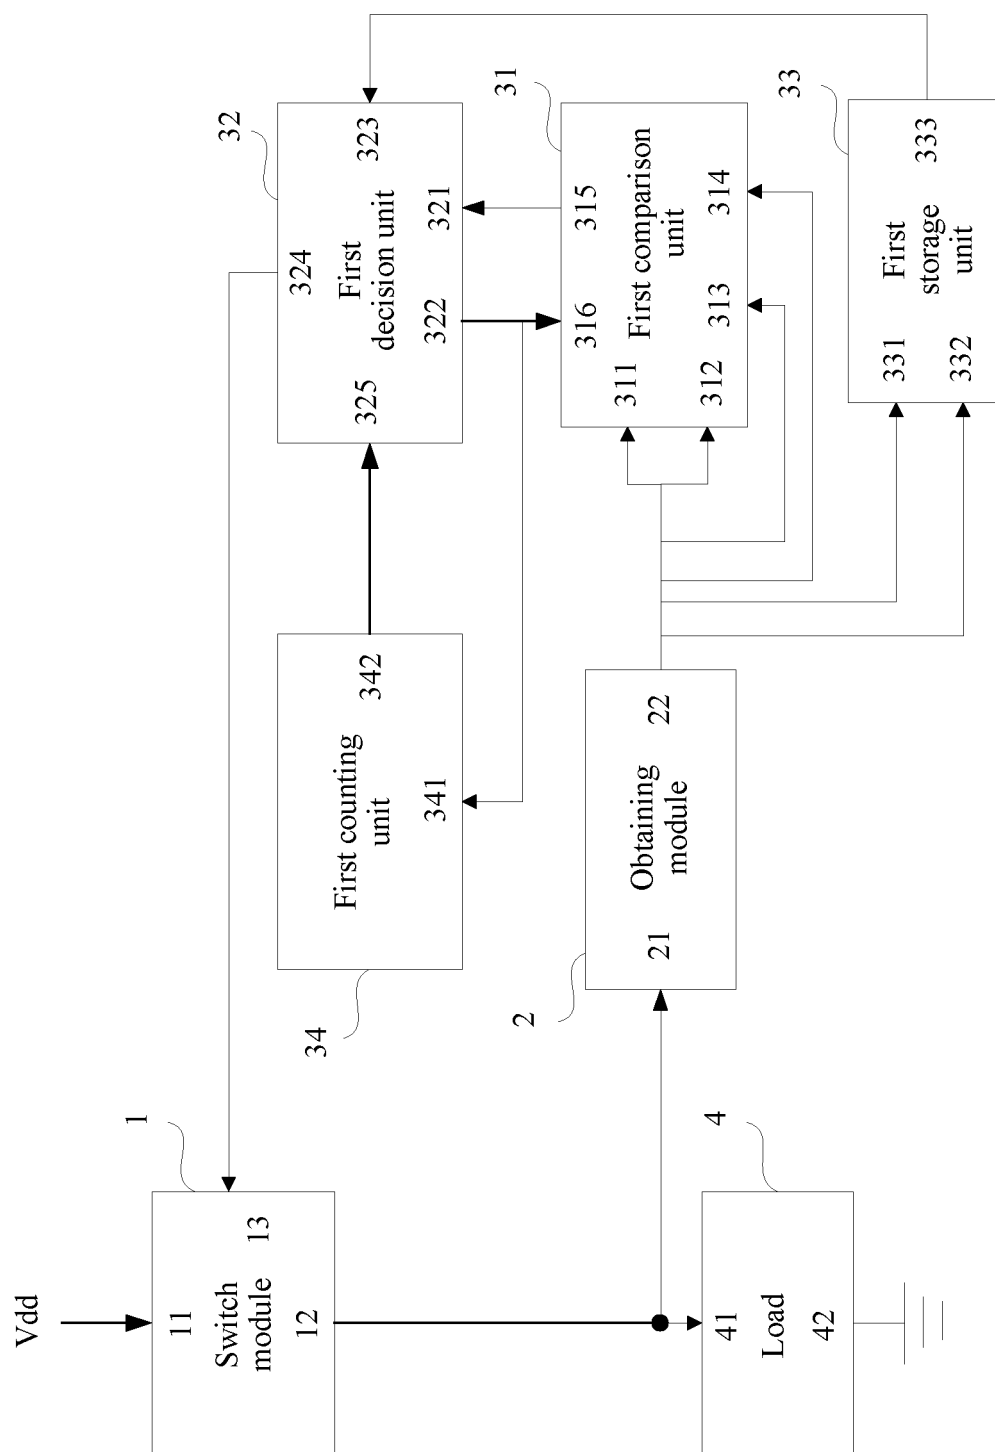 Vdd
1
11
Switch
module
13
12
4
41
Load
42
34
First counting
unit
341
342
32
324
First
decision unit
323
325
322
321
31
316
315
First comparison
unit
311
312
313
314
2
21
Obtaining
module
22
33
First
storage
unit
331
332
333